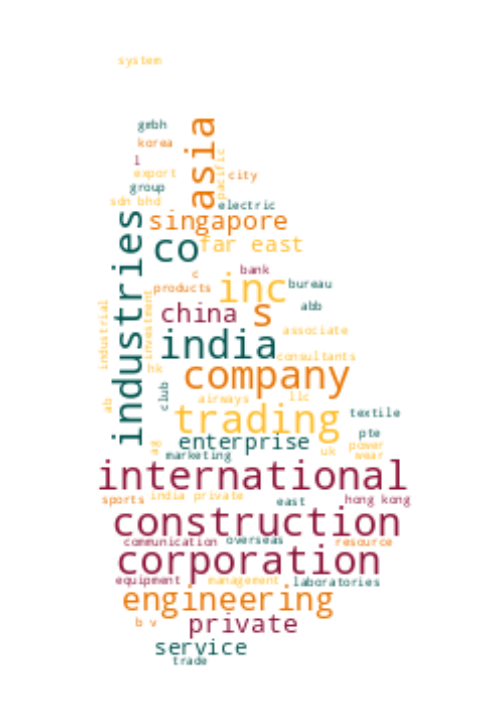 system
gmbh
asia
korea
l
pacific
export
city
group
sdn bhd
electric
industries
singapore
co
far east
c
bank
inc
products
bureau
china
s
abb
industrial
investment
associate
india
consultants
hk
company
club
airways
llc
ab
trading
textile
enterprise
pte
ag
marketing
uk
power
wear
international
sports
india private
east
hong kong
construction
communication
overseas
resource
corporation
equipment
management
laboratories
engineering
b v
private
service
trade